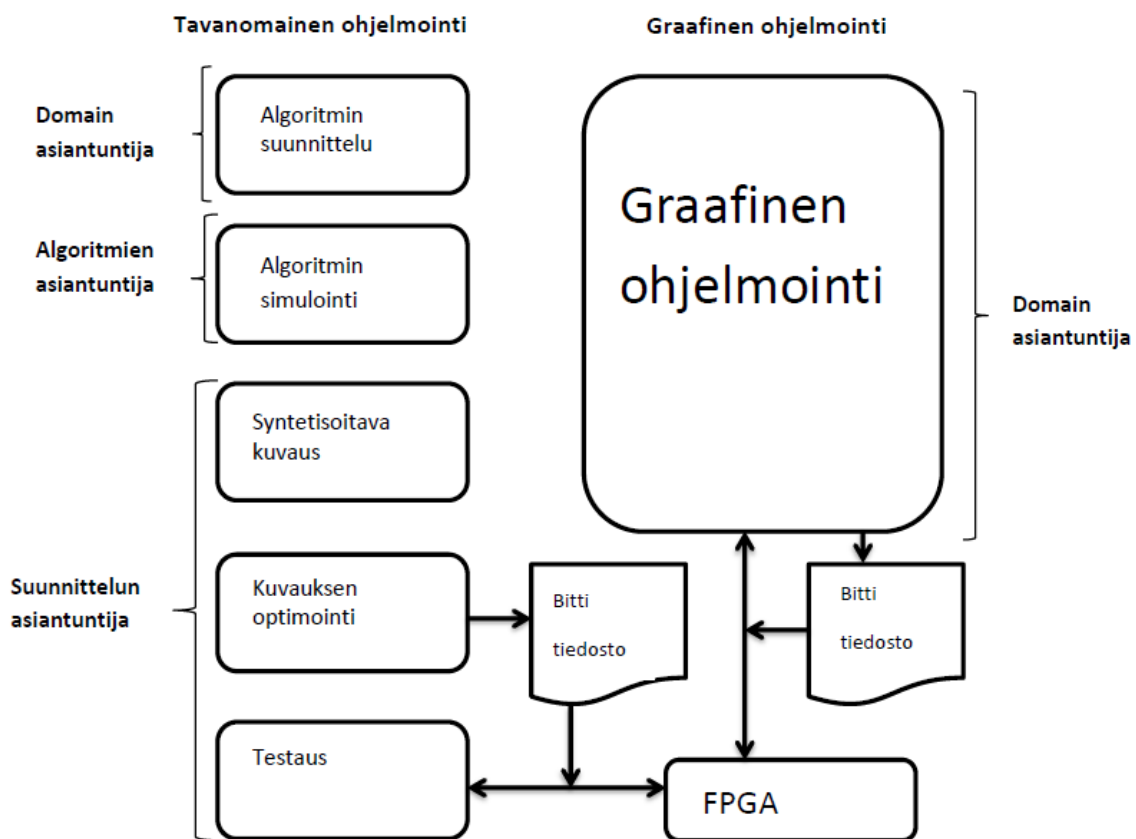 Tavanomainen ohjelmointi
Graafinen ohjelmointi
Domain
asiantuntija
Algoritmin
suunnittelu
Algoritmien
asiantuntija
Algoritmin
simulointi
Suunnittelun
asiantuntija
Syntetisoitava
kuvaus
Kuvauksen
optimointi
Bitti
tiedosto
Testaus
Graafinen
ohjelmointi
Domain
asiantuntija
Bitti
tiedosto
FPGA